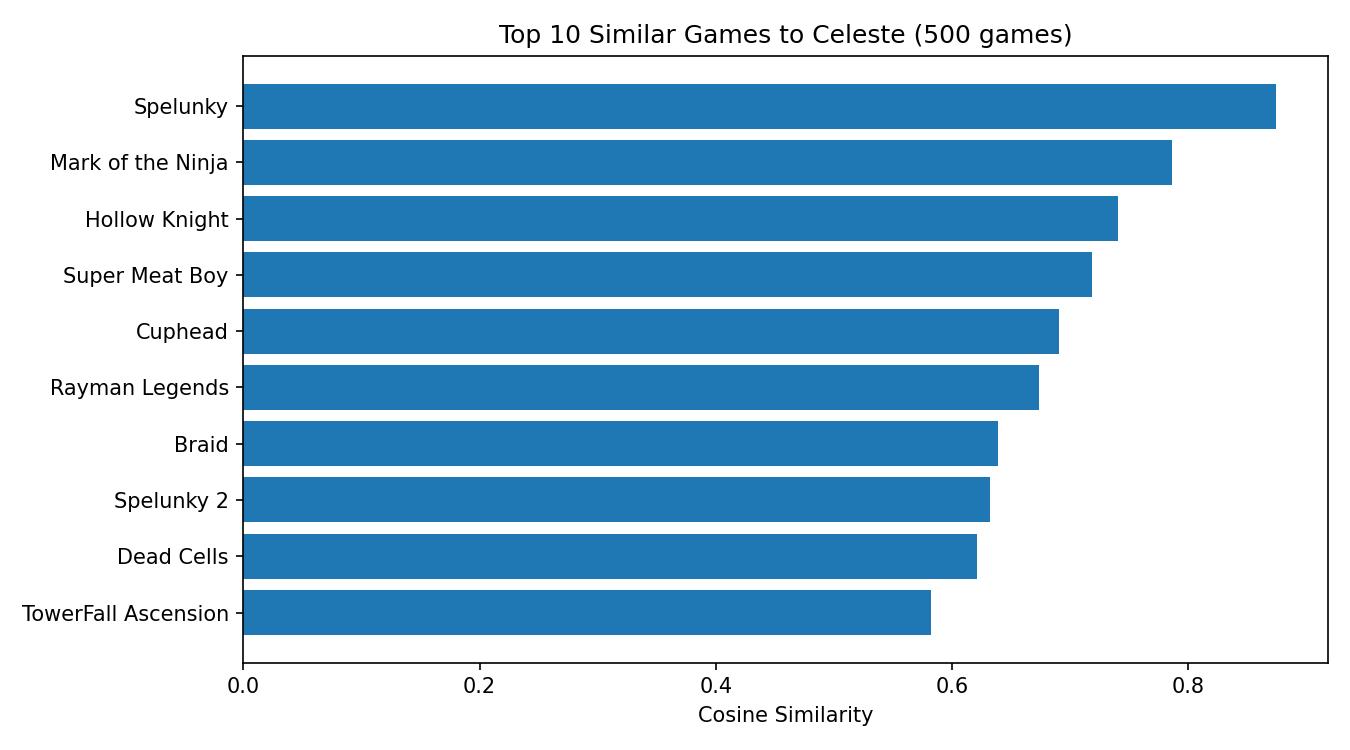 Top 10 Similar Games to Celeste (500 games)
Spelunky
Mark of the Ninja
Hollow Knight
Super Meat Boy
Cuphead
Rayman Legends
Braid
Spelunky 2
Dead Cells
TowerFall Ascension
0.0 0.2 0.4 0.6 0.8
Cosine Similarity